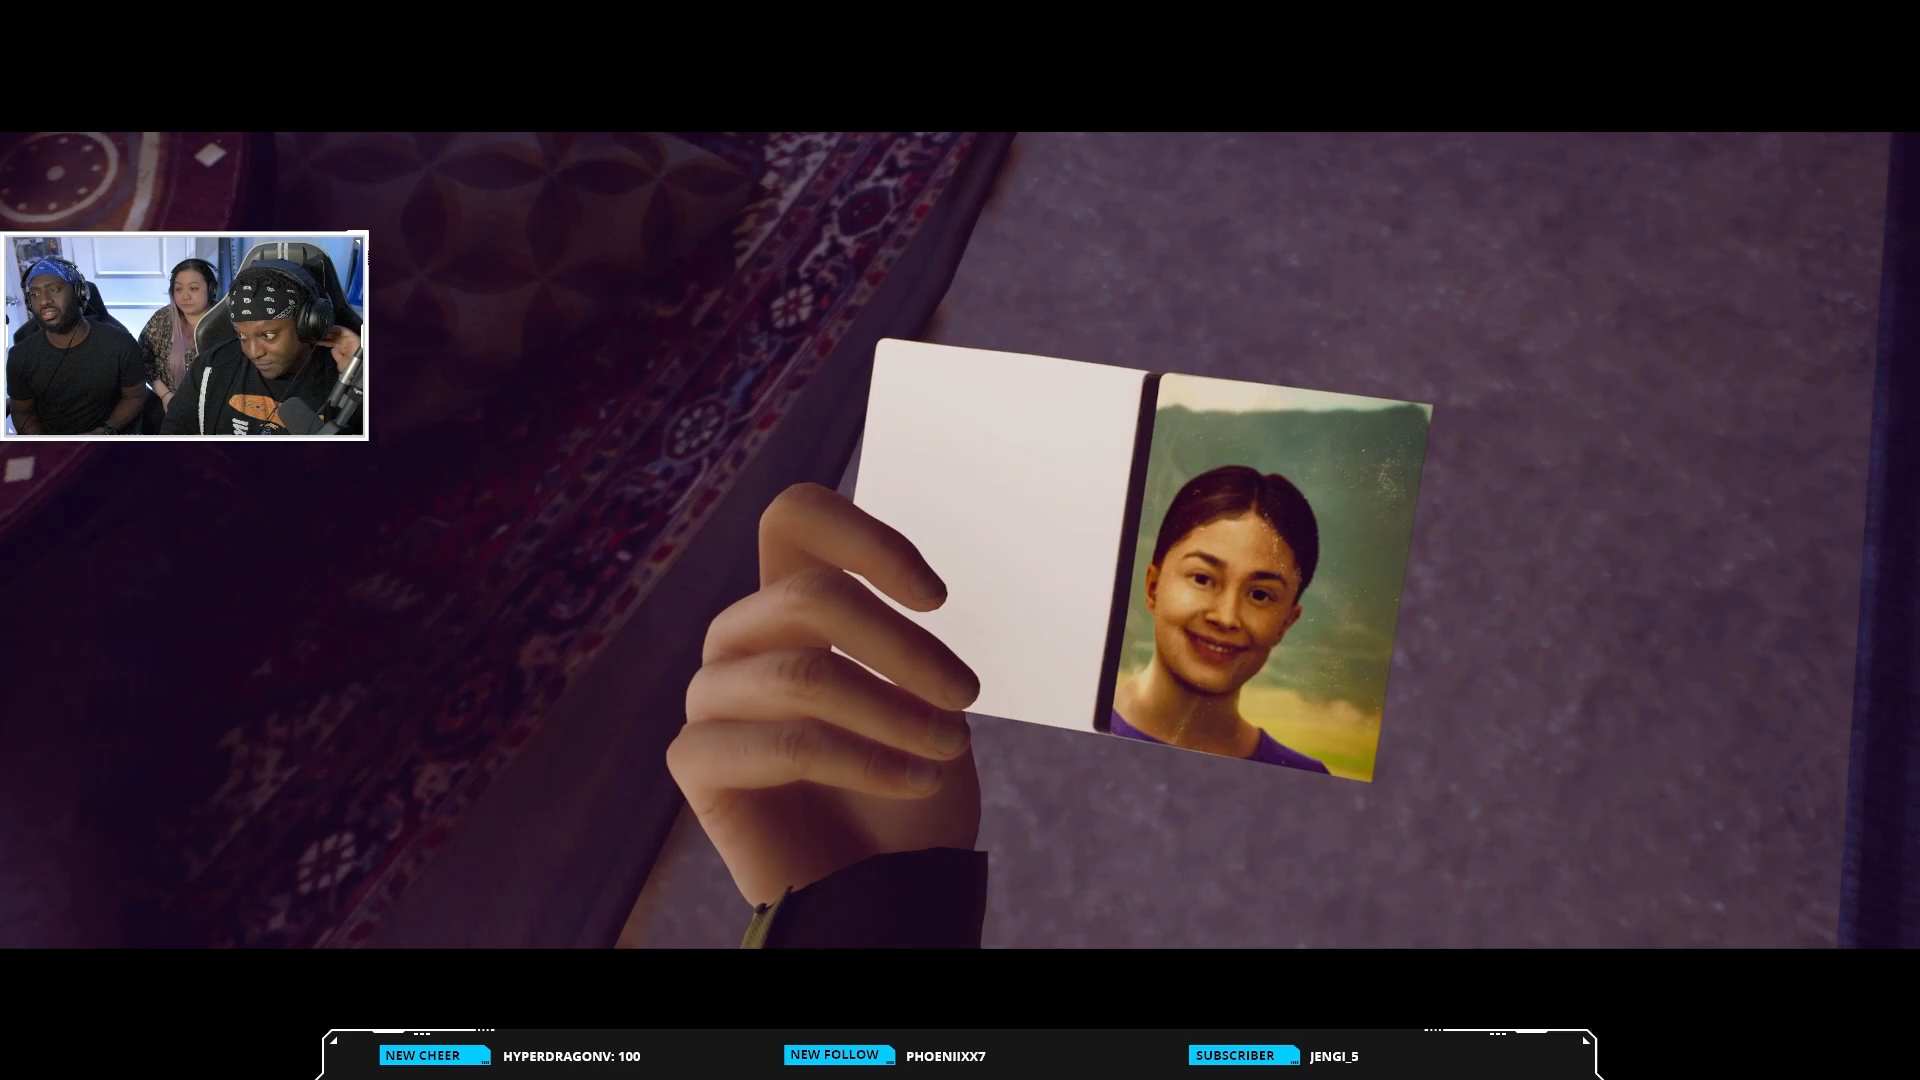 NEW CHEER HYPERDRAGONV: 100 NEW FOLLOW PHOENIIXX7 SUBSCRIBER JENGI_5